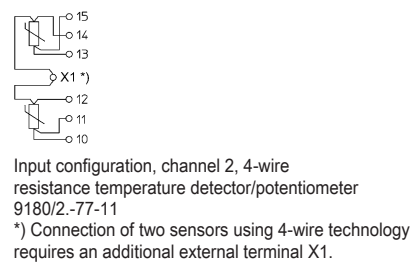 15
14
13
X1 *)
12
11
10
Input configuration, channel 2, 4-wire
resistance temperature detector/potentiometer
9180/2.-77-11
*) Connection of two sensors using 4-wire technology
requires an additional external terminal X1.